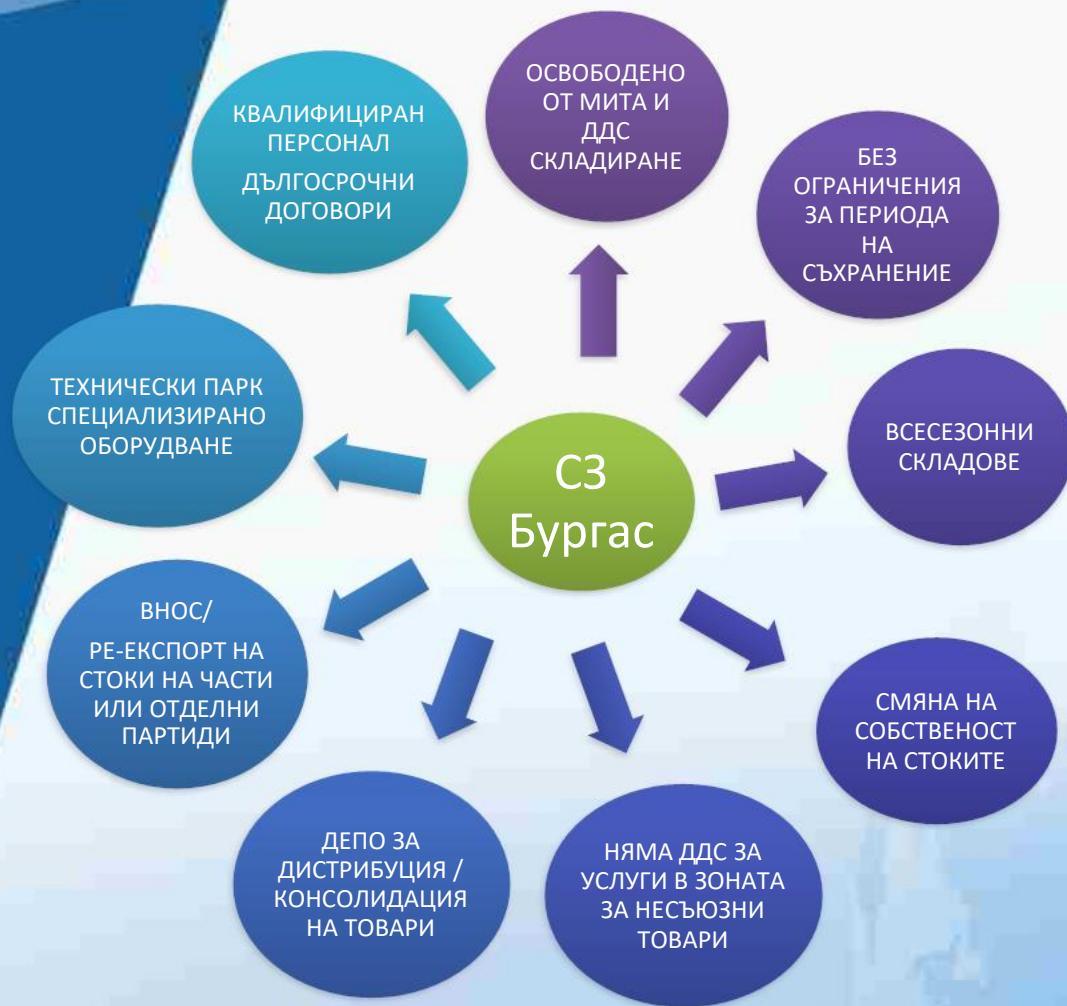 КВАЛИФИЦИРАН
ПЕРСОНАЛ
ДЪЛГОСРОЧНИ
ДОГОВОРИ
ОСВОБОДЕНО
ОТ МИТА И
ДДС
СКЛАДИРАНЕ
БЕЗ
ОГРАНИЧЕНИЯ
ЗА ПЕРИОДА
НА
СЪХРАНЕНИЕ
ТЕХНИЧЕСКИ ПАРК
СПЕЦИАЛИЗИРАНО
ОБОРУДВАНЕ
СЗ
Бургас
ВСЕСЕЗОННИ
СКЛАДОВЕ
ВНОС/
РЕ-ЕКСПОРТ НА
СТОКИ НА ЧАСТИ
ИЛИ ОТДЕЛНИ
ПАРТИДИ
СМЯНА НА
СОБСТВЕНОСТ
НА СТОКИТЕ
ДЕПО ЗА
ДИСТРИБУЦИЯ /
КОНСОЛИДАЦИЯ
НА ТОВАРИ
НЯМА ДДС ЗА
УСЛУГИ В ЗОНАТА
ЗА НЕСЪЮЗНИ
ТОВАРИ